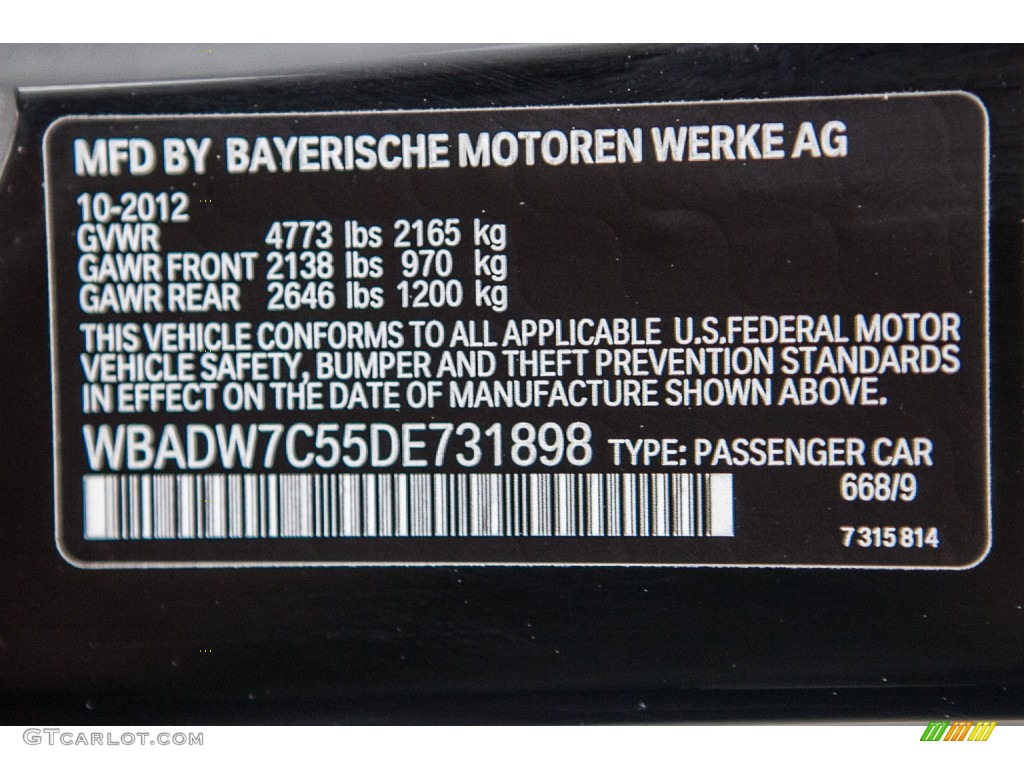 MFD BY BAYERISCHE MOTOREN WERKE AG
10-2012
GVWR 4773 lbs 2165 kg
GAWR FRONT 2138 lbs 970 kg
GAWR REAR 2646 lbs 1200 kg
THIS VEHICLE CONFORMS TO ALL APPLICABLE U.S.FEDERAL MOTOR
VEHICLE SAFETY, BUMPER AND THEFT PREVENTION STANDARDS
IN EFFECT ON THE DATE OF MANUFACTURE SHOWN ABOVE.
WBADW7C55DE731898 TYPE: PASSENGER CAR
668/9
7 315 814
GTCARLOT.COM